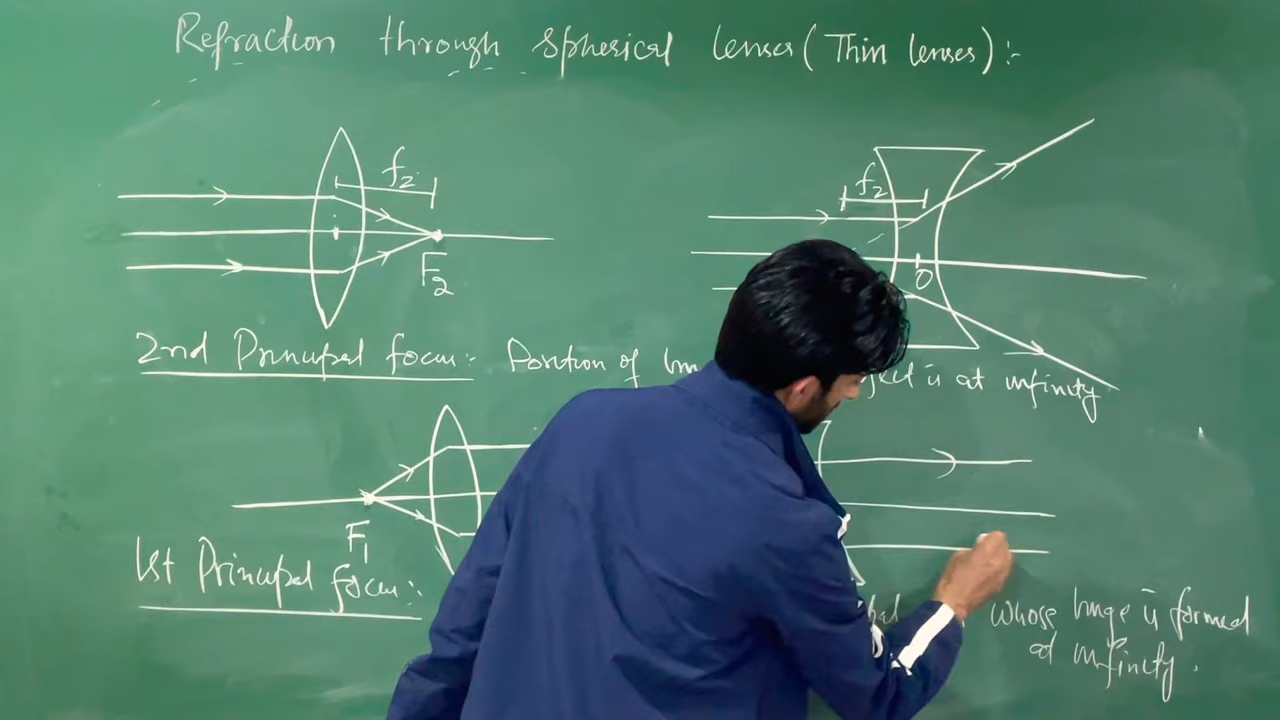 Refraction through Spherical lenses (Thin lenses) :-
f2
f2
F2
O
2nd Principal focus :- Position of is at infinity
F1
1st Principal focus :-
whose Image is formed
at infinity .